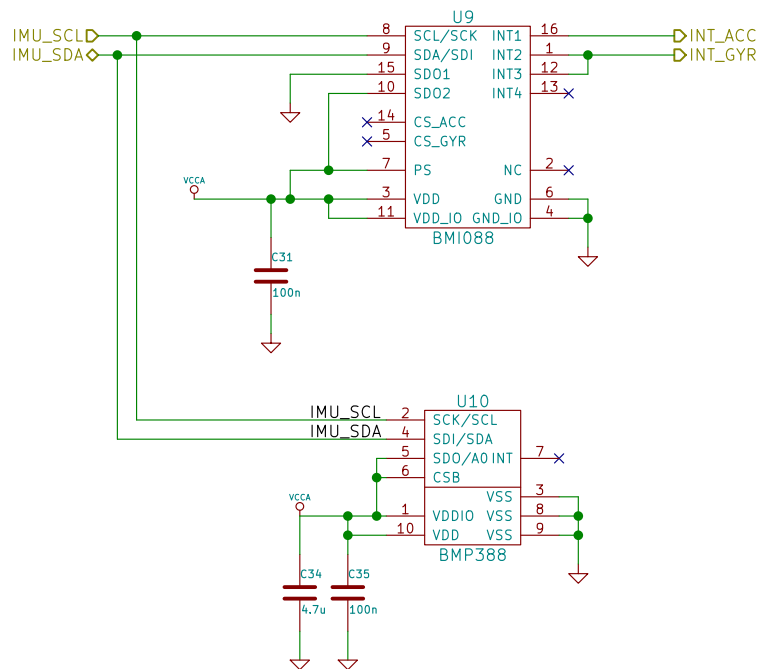 U9
IMU_SCL 8 SCL/SCK INT1 16 INT_ACC
IMU_SDA 9 SDA/SDI INT2 1 INT_GYR
15 SDO1 INT3 12
10 SDO2 INT4 13
14 CS_ACC
5 CS_GYR
7 PS NC 2
VCCA
3 VDD GND 6
11 VDD_IO GND_IO 4
BMI088
C31
100n
U10
IMU_SCL 2 SCK/SCL
IMU_SDA 4 SDI/SDA
5 SDO/A0 INT 7
6 CSB
VSS 3
VCCA
1 VDDIO VSS 8
10 VDD VSS 9
BMP388
C34 C35
4.7u 100n